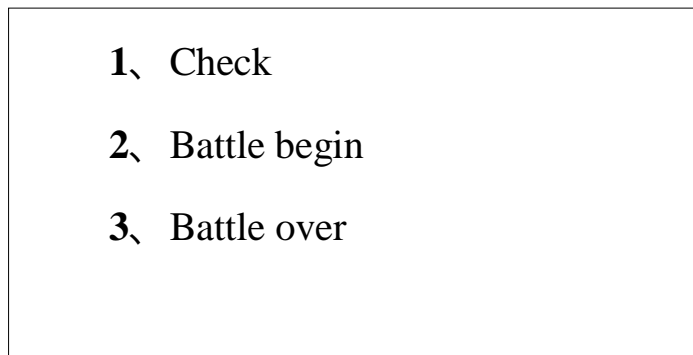 1、 Check
2、 Battle begin
3、 Battle over